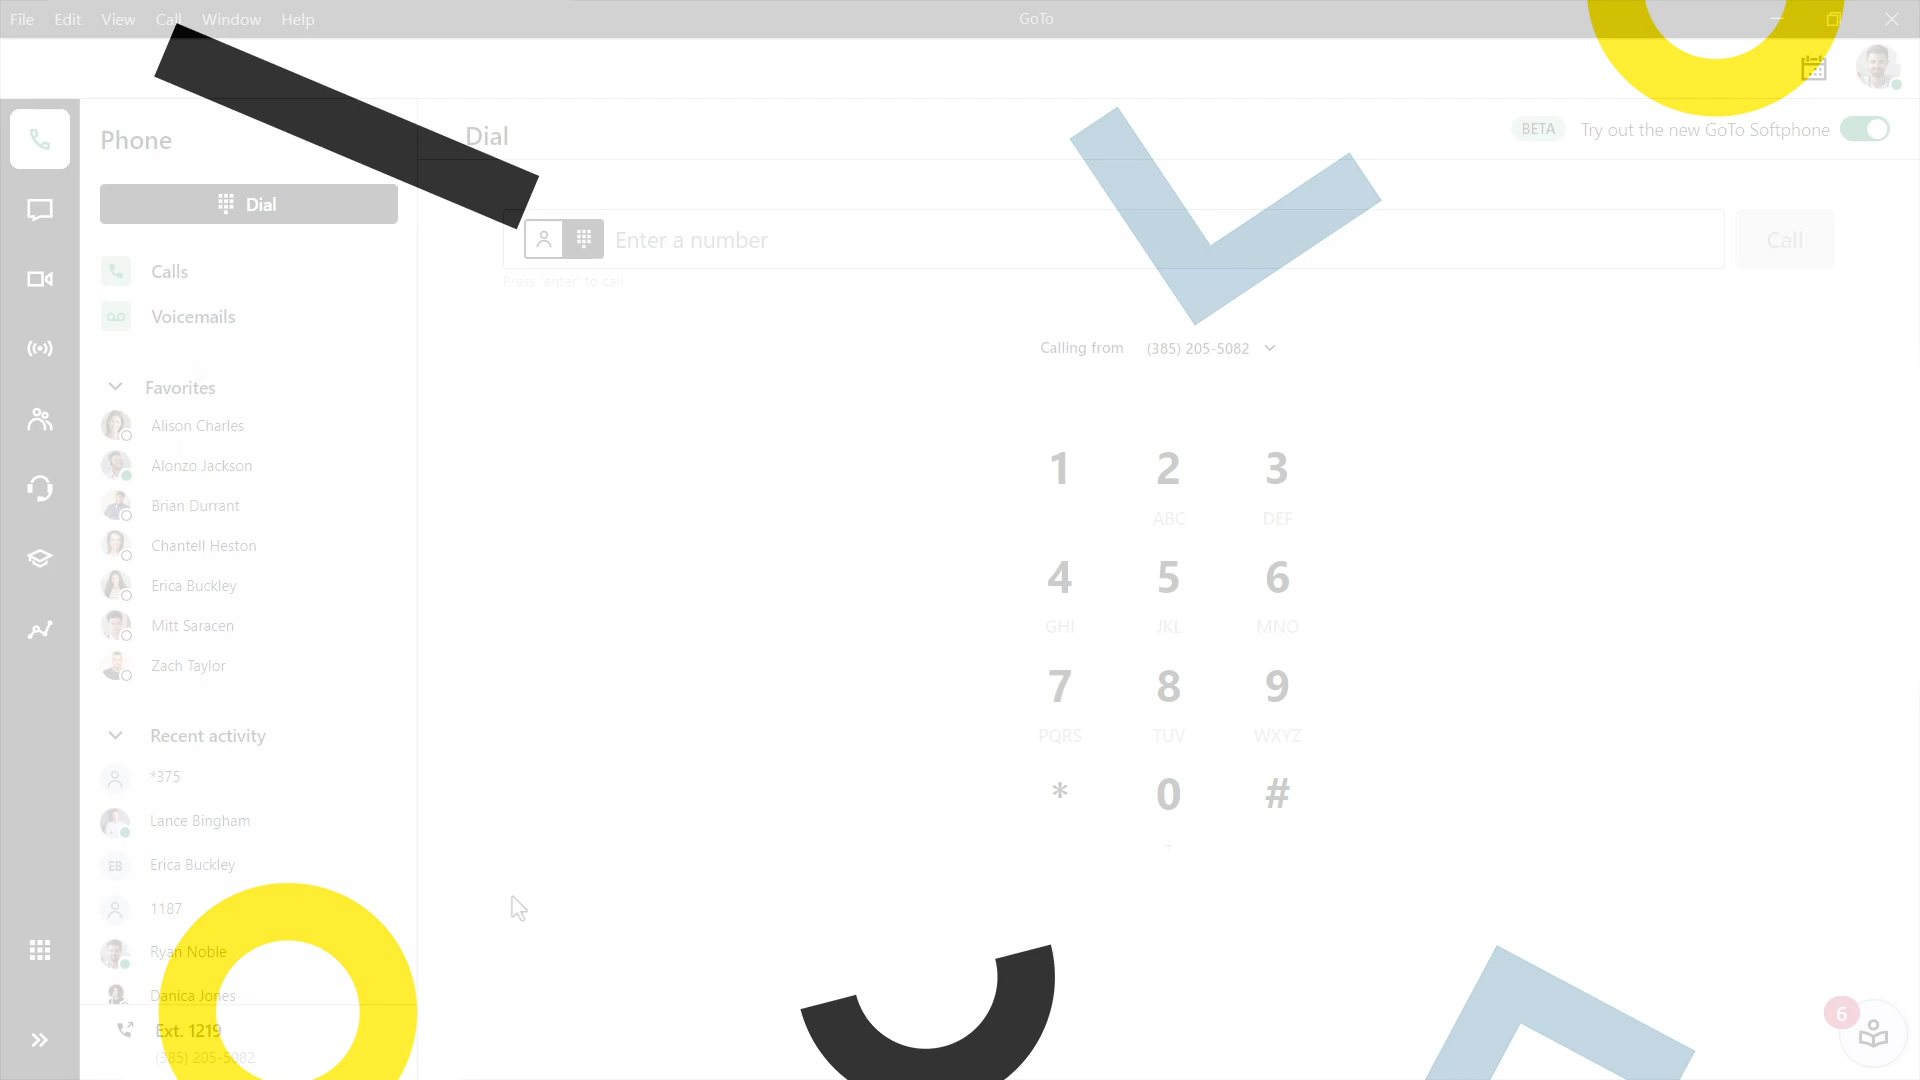 File Edit View Call Window Help
GoTo
Phone
Dial
Calls
Voicemails
Favorites
Alison Charles
Alonzo Jackson
Brian Durrant
Chantell Heston
Erica Buckley
Mitt Saracen
Zach Taylor
Recent activity
*375
Lance Bingham
EB Erica Buckley
1187
Ryan Noble
Danica Jones
Ext. 1219
(385) 205-5082
Dial
BETA Try out the new GoTo Softphone
Enter a number
Call
Press 'enter' to call
Calling from (385) 205-5082
1 2 3
ABC DEF
4 5 6
GHI JKL MNO
7 8 9
PQRS TUV WXYZ
* 0 #
+
6